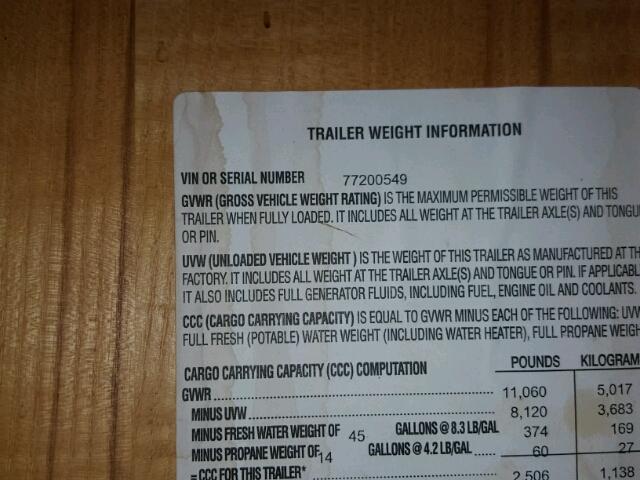 TRAILER WEIGHT INFORMATION
VIN OR SERIAL NUMBER 77200549
GVWR (GROSS VEHICLE WEIGHT RATING) IS THE MAXIMUM PERMISSIBLE WEIGHT OF THIS
TRAILER WHEN FULLY LOADED. IT INCLUDES ALL WEIGHT AT THE TRAILER AXLE(S) AND TONGU
OR PIN.
UVW (UNLOADED VEHICLE WEIGHT ) IS THE WEIGHT OF THIS TRAILER AS MANUFACTURED AT TH
FACTORY. IT INCLUDES ALL WEIGHT AT THE TRAILER AXLE(S) AND TONGUE OR PIN. IF APPLICABL
IT ALSO INCLUDES FULL GENERATOR FLUIDS, INCLUDING FUEL, ENGINE OIL AND COOLANTS.
CCC (CARGO CARRYING CAPACITY) IS EQUAL TO GVWR MINUS EACH OF THE FOLLOWING: UVW
FULL FRESH (POTABLE) WATER WEIGHT (INCLUDING WATER HEATER), FULL PROPANE WEIGH
CARGO CARRYING CAPACITY (CCC) COMPUTATION POUNDS KILOGRAM
GVWR 11,060 5,017
MINUS UVW 8,120 3,683
MINUS FRESH WATER WEIGHT OF 45 GALLONS @ 8.3 LB/GAL 374 169
MINUS PROPANE WEIGHT OF 14 GALLONS @ 4.2 LB/GAL 60 27
= CCC FOR THIS TRAILER* 2,506 1,138